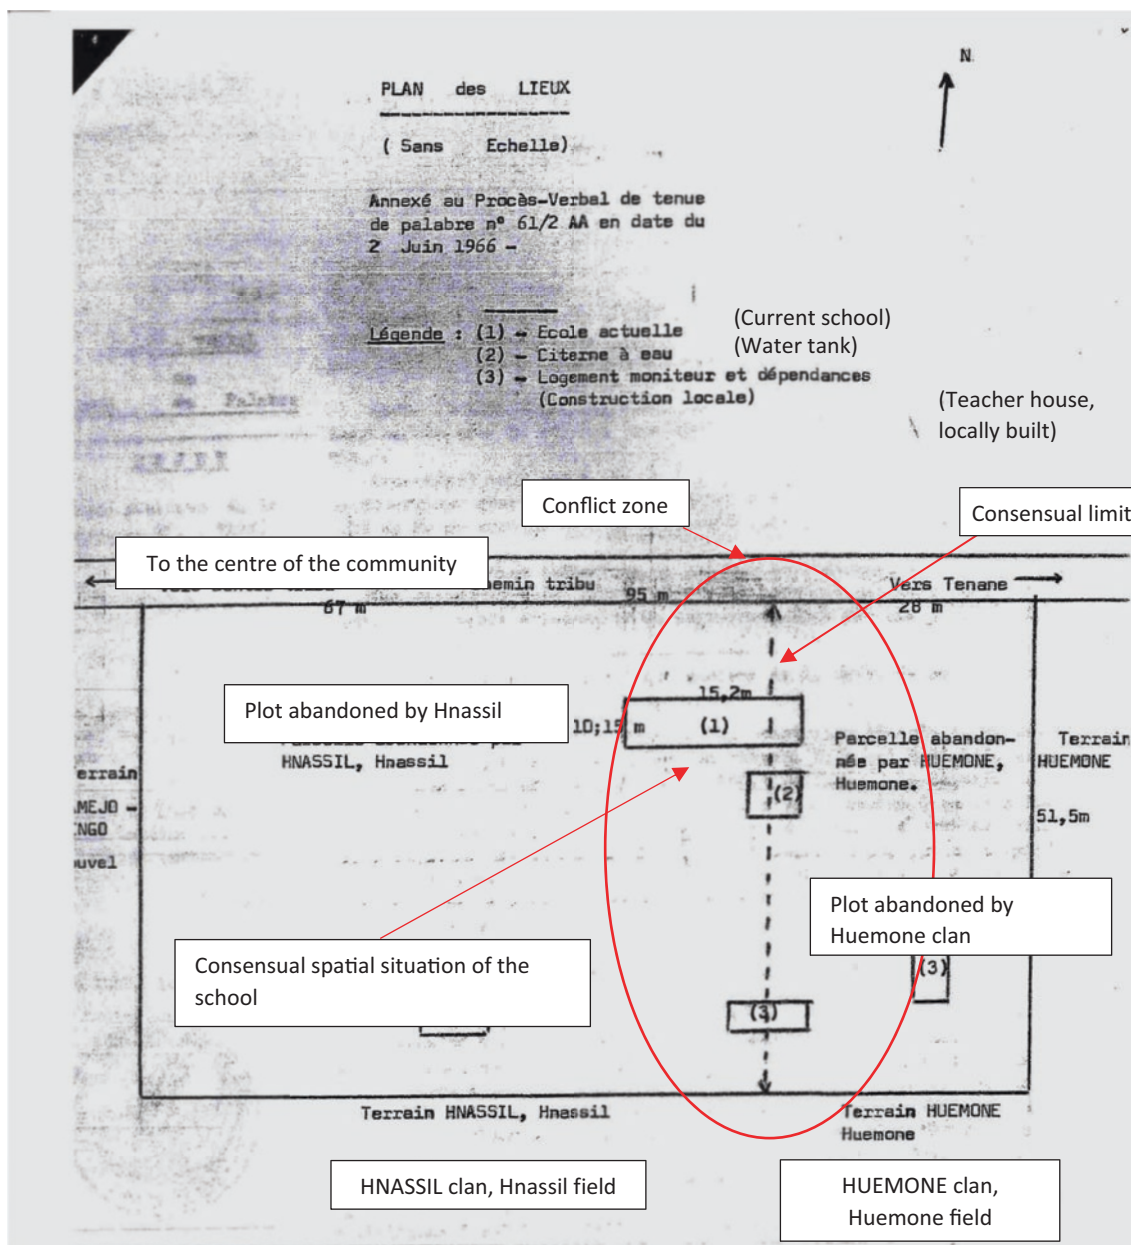 N
PLAN des LIEUX
( Sans Echelle)
Annexé au Procès-Verbal de tenue
de palabre nº 61/2 AA en date du
2 Juin 1966 -
Légende : (1) - Ecole actuelle
(Current school)
(2) - Citerne à eau
(Water tank)
(3) - Logement moniteur et dépendances
(Construction locale)
(Teacher house,
locally built)
Palabre
Conflict zone
Consensual limit
To the centre of the community
tribu
Vers Tenane
67 m
95 m
28 m
15,2m
Plot abandoned by Hnassil
10;15 m
(1)
HNASSIL, Hnassil
Parcelle abandon-
née par HUEMONE,
Huemone.
Terrain
HUEMONE
(2)
51,5m
errain
AMEJO -
ENGO
ouvel
Plot abandoned by
Huemone clan
Consensual spatial situation of the
school
(3)
(3)
Terrain HNASSIL, Hnassil
Terrain HUEMONE
Huemone
HNASSIL clan, Hnassil field
HUEMONE clan,
Huemone field